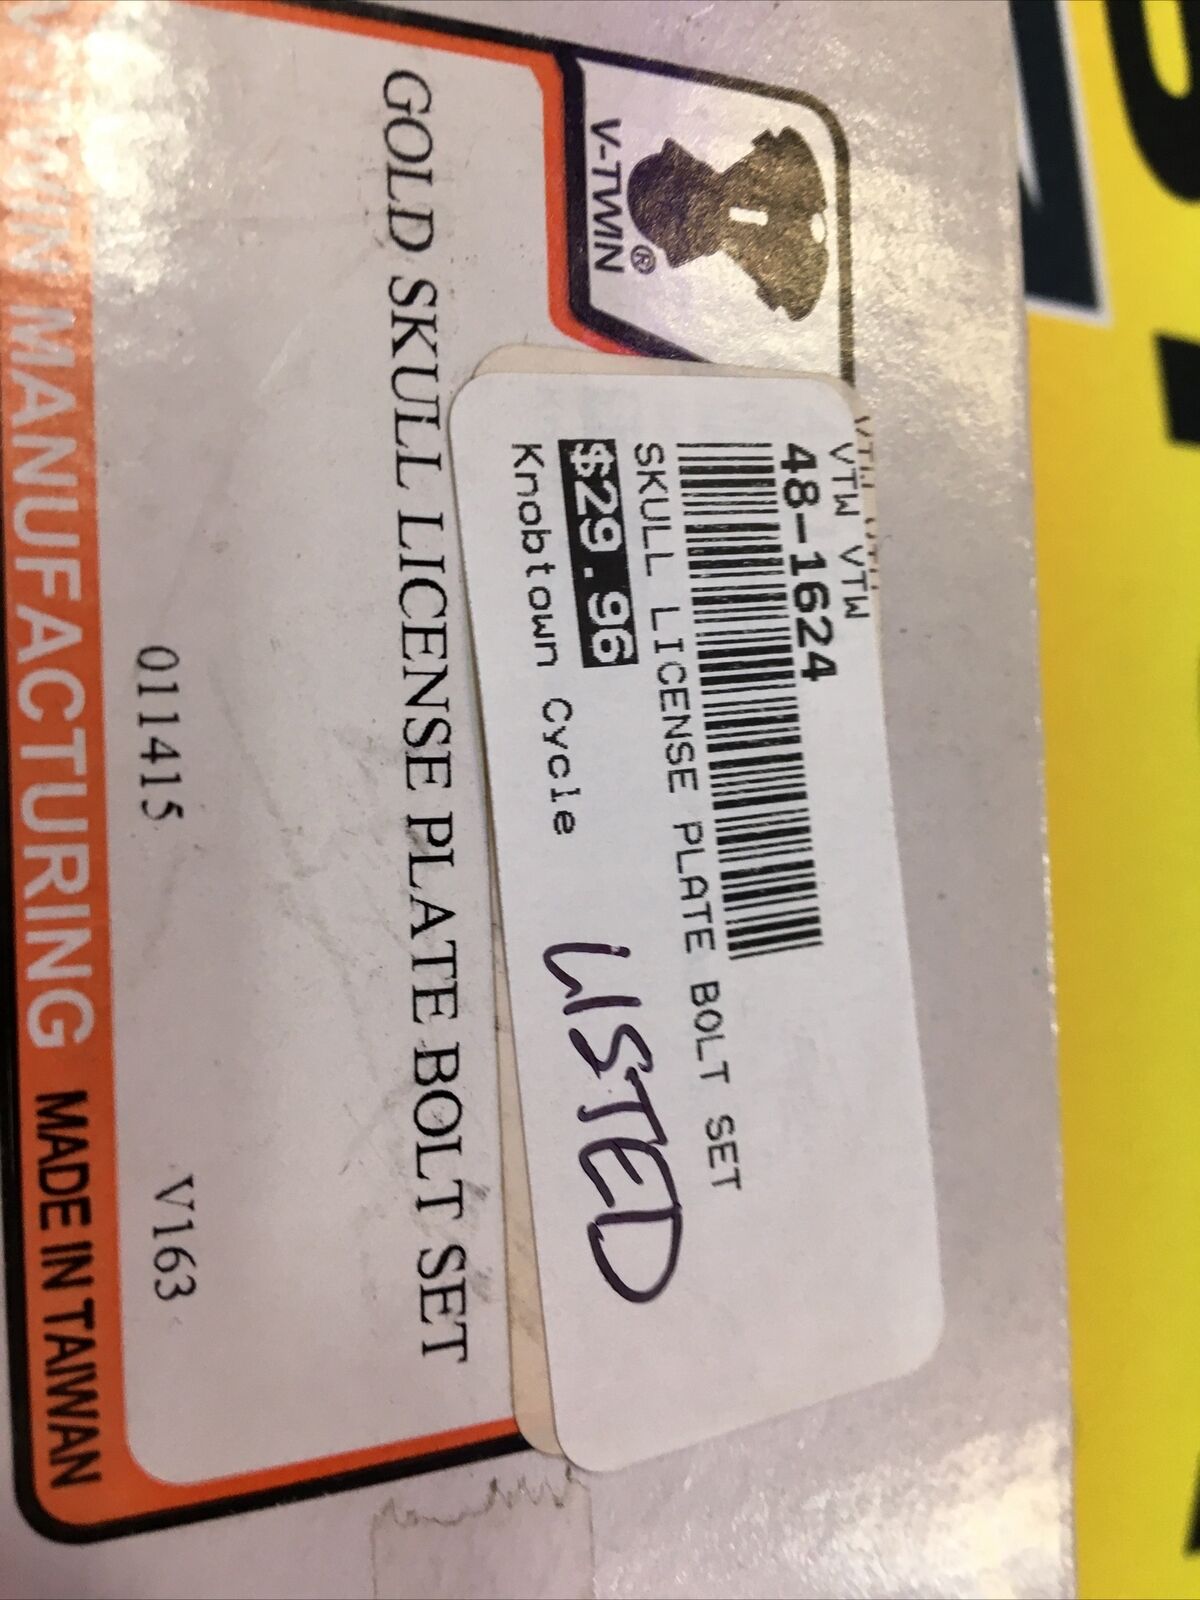 V-TWIN®
VTW VTW
48-1624
SKULL LICENSE PLATE BOLT SET
$29.96
Knobtown Cycle
LISTED
GOLD SKULL LICENSE PLATE BOLT SET
011415 V163
V-TWIN MANUFACTURING MADE IN TAIWAN